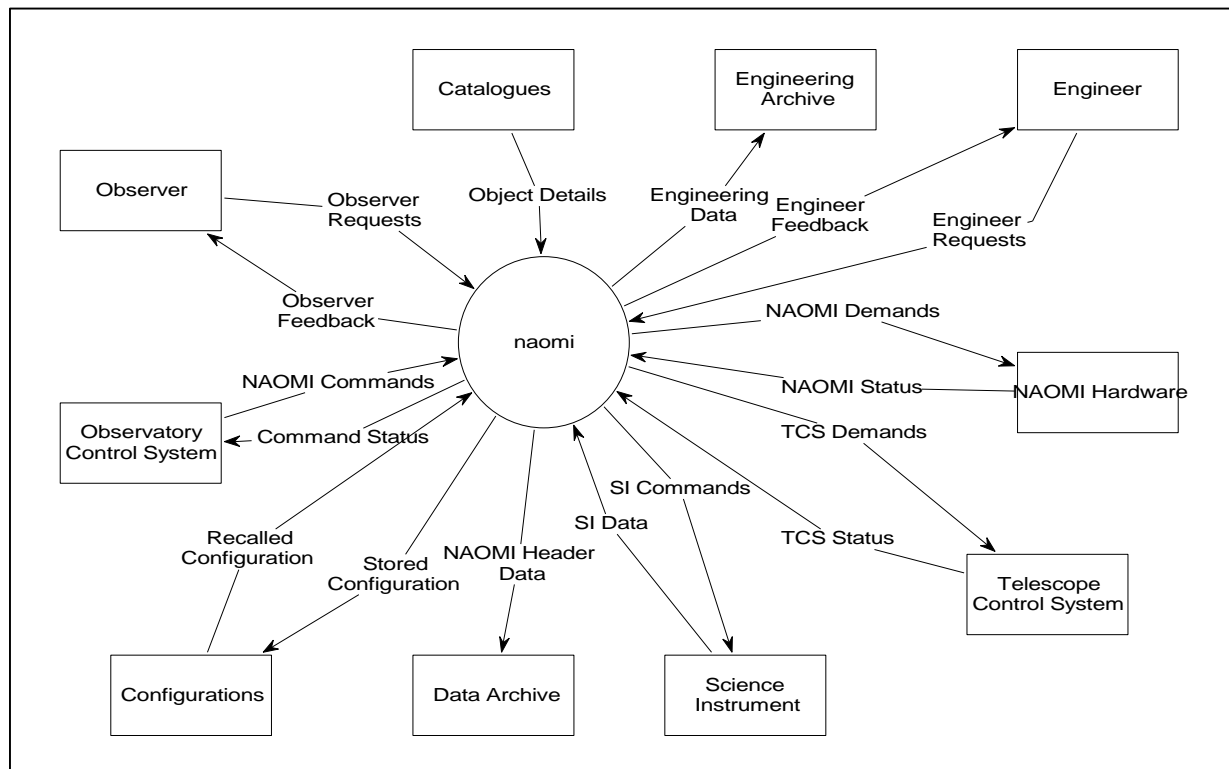 Catalogues
Engineering
Archive
Engineer
Observer
Observer
Requests
Object Details
Engineering
Data
Engineer
Feedback
Engineer
Requests
Observer
Feedback
naomi
NAOMI Demands
NAOMI Commands
NAOMI Status
NAOMI Hardware
Observatory
Control System
Command Status
TCS Demands
SI Commands
Recalled
Configuration
Stored
Configuration
NAOMI Header
Data
SI Data
TCS Status
Telescope
Control System
Configurations
Data Archive
Science
Instrument